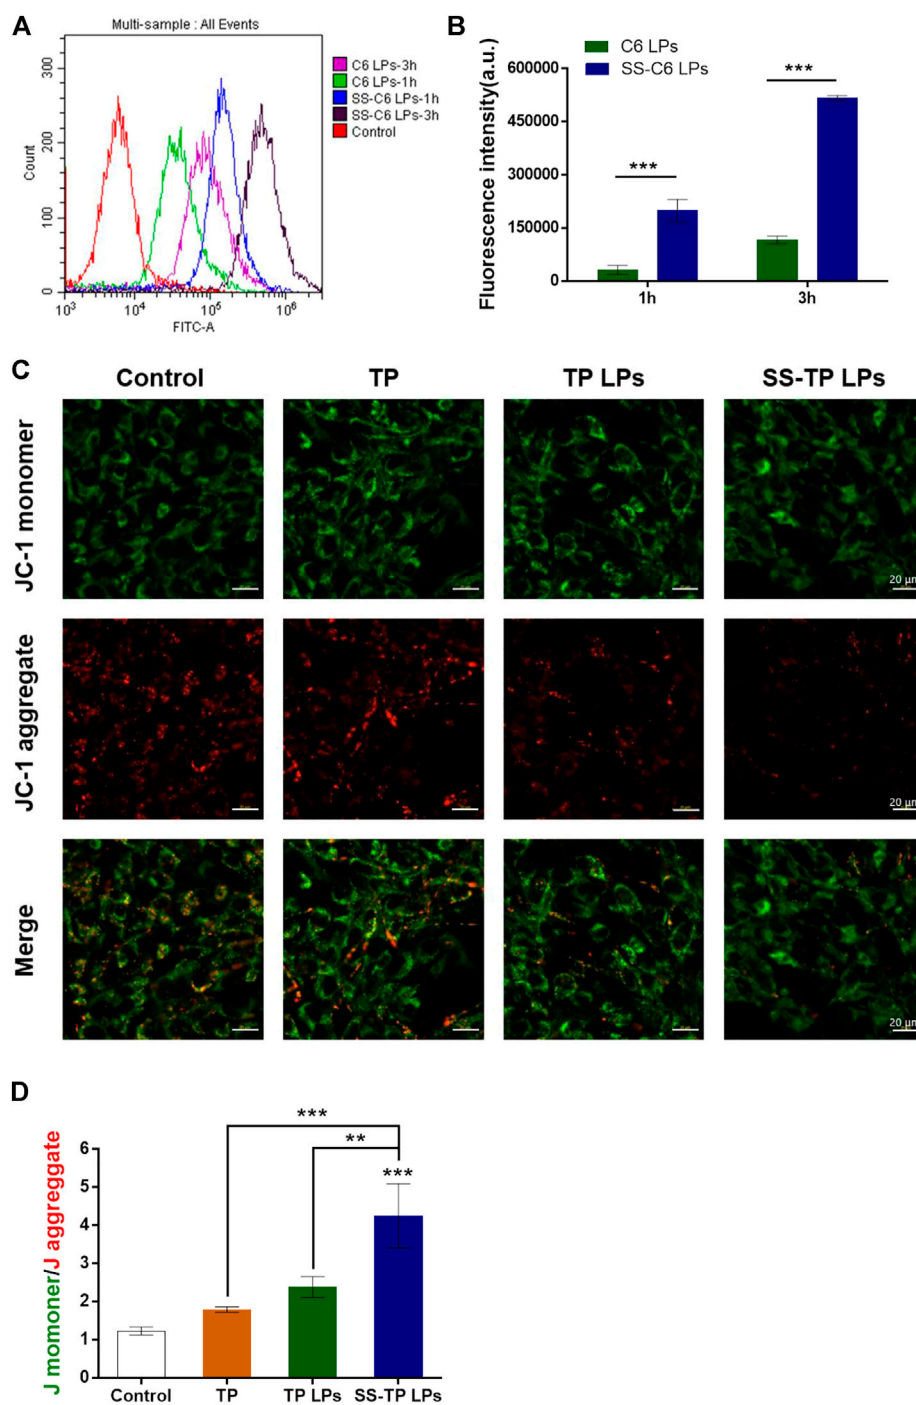 A
Multi-sample : All Events
Count
300
200
100
0
10³
10⁴
10⁵
10⁶
FITC-A
C6 LPs-3h
C6 LPs-1h
SS-C6 LPs-1h
SS-C6 LPs-3h
Control
B
C6 LPs
SS-C6 LPs
Fluorescence intensity(a.u.)
600000
450000
300000
150000
0
***
***
1h
3h
C
Control
TP
TP LPs
SS-TP LPs
JC-1 monomer
20 μm
JC-1 aggregate
20 μm
Merge
20 μm
D
J momoner/J aggreggate
6
5
4
3
2
1
0
***
**
***
Control
TP
TP LPs
SS-TP LPs